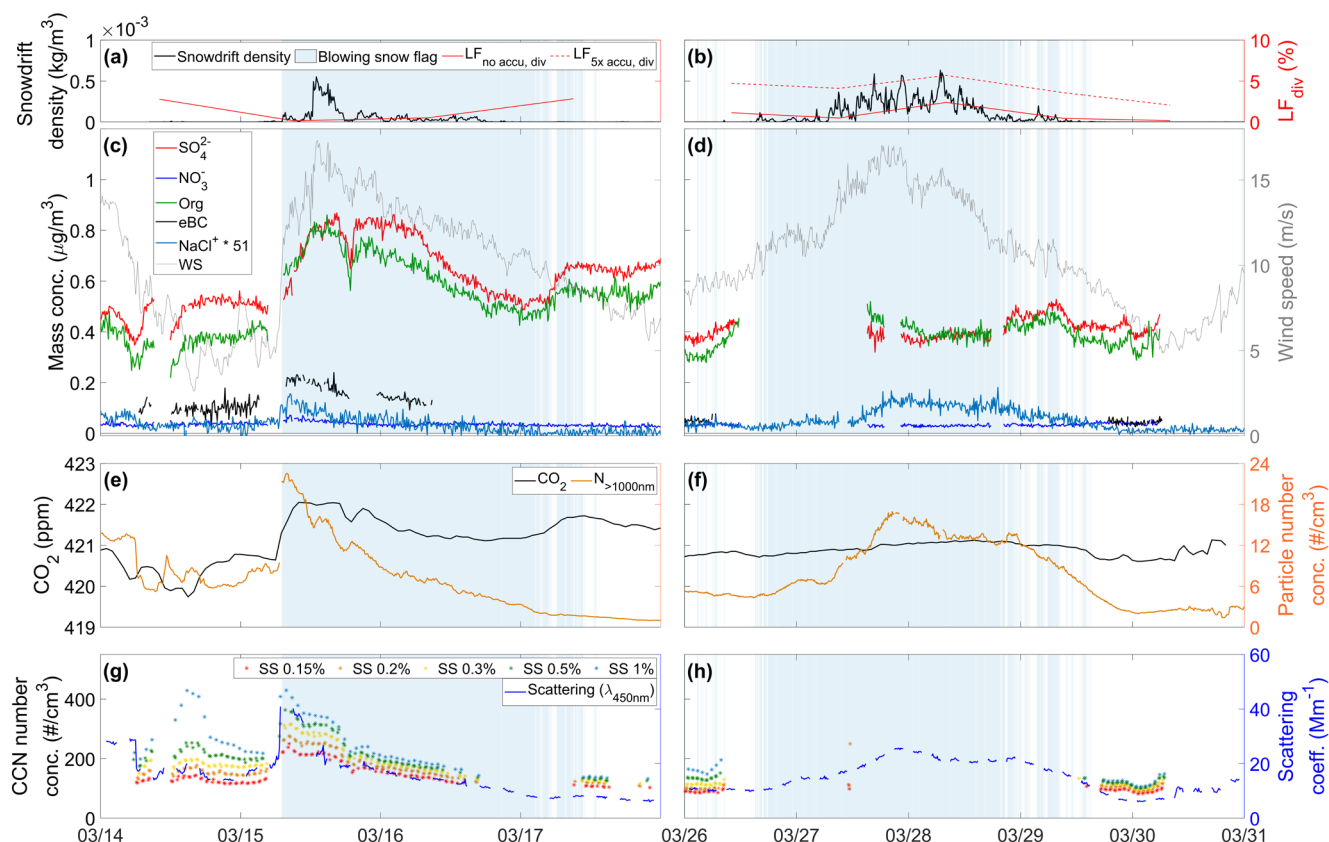 1 ×10⁻³
(a) Snowdrift density Blowing snow flag LF no accu, div LF 5x accu, div
(b)
10
Snowdrift density (kg/m³)
0.5
0
5
0
LF div (%)
(c)
(d)
SO₄²⁻
NO₃⁻
Org
eBC
NaCl⁺ * 51
WS
Mass conc. (μg/m³)
1
0.8
0.6
0.4
0.2
0
15
10
5
0
Wind speed (m/s)
(e) CO₂ N>1000nm
(f)
CO₂ (ppm)
423
422
421
420
419
24
18
12
6
0
Particle number
conc. (#/cm³)
(g) SS 0.15% SS 0.2% SS 0.3% SS 0.5% SS 1%
Scattering (λ450nm)
(h)
CCN number
conc. (#/cm³)
400
200
0
60
40
20
0
Scattering
coeff. (Mm⁻¹)
03/14 03/15 03/16 03/17 03/26 03/27 03/28 03/29 03/30 03/31